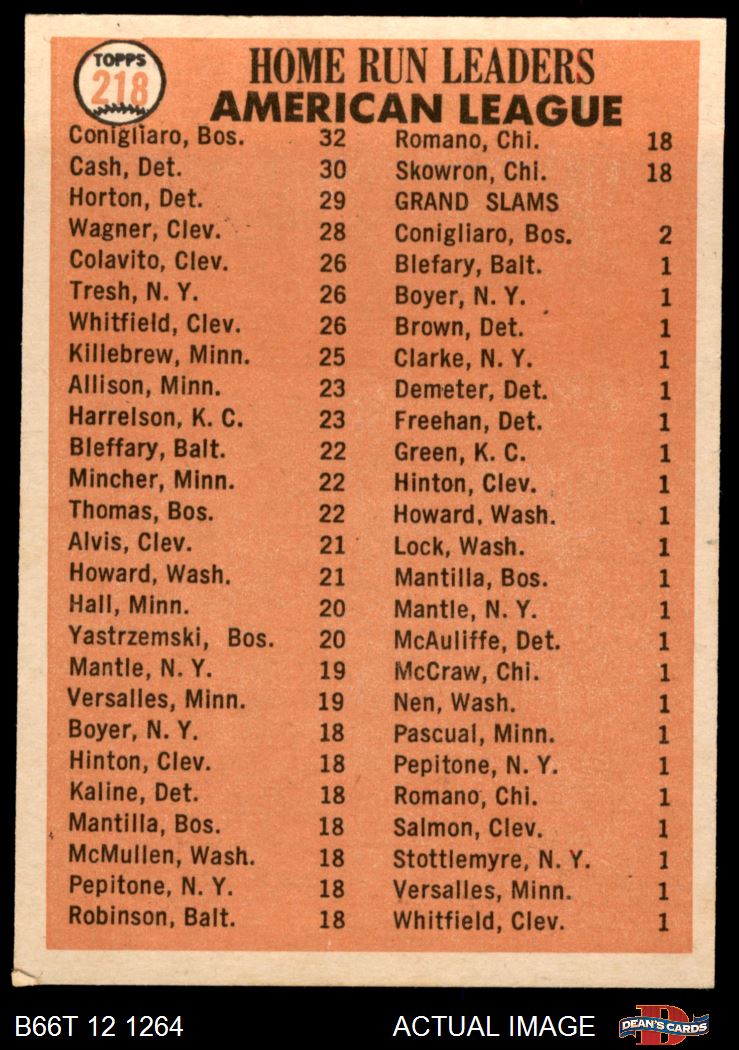 TOPPS
218
HOME RUN LEADERS
AMERICAN LEAGUE
Conigliaro, Bos. 32
Cash, Det. 30
Horton, Det. 29
Wagner, Clev. 28
Colavito, Clev. 26
Tresh, N. Y. 26
Whitfield, Clev. 26
Killebrew, Minn. 25
Allison, Minn. 23
Harrelson, K. C. 23
Bleffary, Balt. 22
Mincher, Minn. 22
Thomas, Bos. 22
Alvis, Clev. 21
Howard, Wash. 21
Hall, Minn. 20
Yastrzemski, Bos. 20
Mantle, N. Y. 19
Versalles, Minn. 19
Boyer, N. Y. 18
Hinton, Clev. 18
Kaline, Det. 18
Mantilla, Bos. 18
McMullen, Wash. 18
Pepitone, N. Y. 18
Robinson, Balt. 18
Romano, Chi. 18
Skowron, Chi. 18
GRAND SLAMS
Conigliaro, Bos. 2
Blefary, Balt. 1
Boyer, N. Y. 1
Brown, Det. 1
Clarke, N. Y. 1
Demeter, Det. 1
Freehan, Det. 1
Green, K. C. 1
Hinton, Clev. 1
Howard, Wash. 1
Lock, Wash. 1
Mantilla, Bos. 1
Mantle, N. Y. 1
McAuliffe, Det. 1
McCraw, Chi. 1
Nen, Wash. 1
Pascual, Minn. 1
Pepitone, N. Y. 1
Romano, Chi. 1
Salmon, Clev. 1
Stottlemyre, N. Y. 1
Versalles, Minn. 1
Whitfield, Clev. 1
B66T 12 1264
ACTUAL IMAGE
D
DEAN'S CARDS